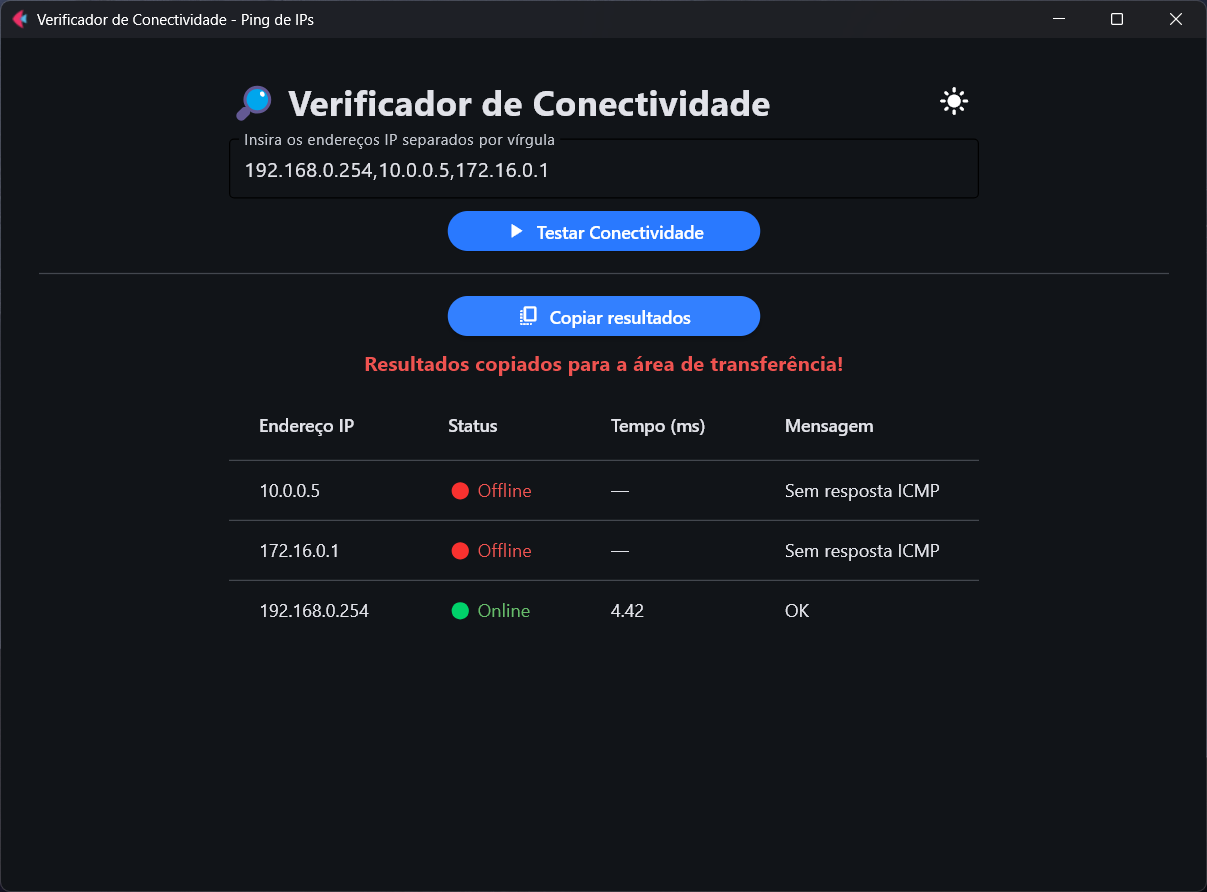 Verificador de Conectividade - Ping de IPs
Verificador de Conectividade
Insira os endereços IP separados por vírgula
192.168.0.254,10.0.0.5,172.16.0.1
Testar Conectividade
Copiar resultados
Resultados copiados para a área de transferência!
Endereço IP Status Tempo (ms) Mensagem
10.0.0.5 Offline — Sem resposta ICMP
172.16.0.1 Offline — Sem resposta ICMP
192.168.0.254 Online 4.42 OK